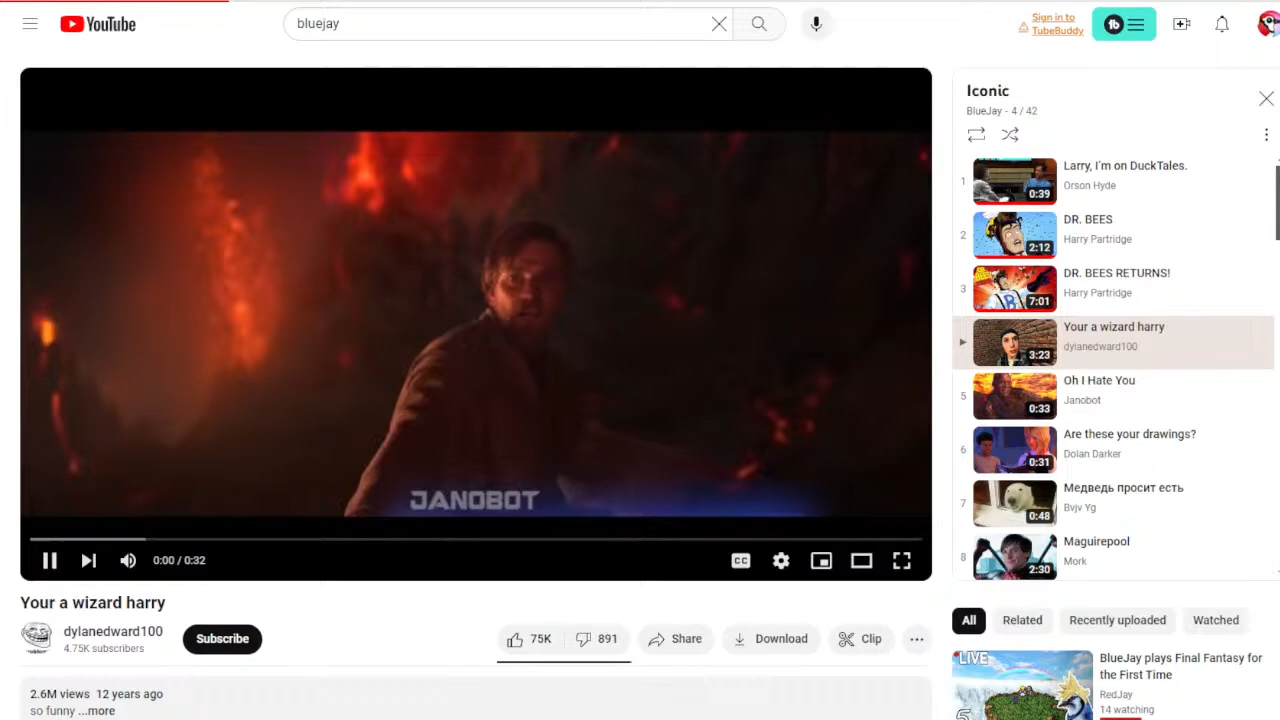 YouTube
bluejay
Sign in to
TubeBuddy
tb
JANOBOT
0:00 / 0:32
CC
Your a wizard harry
dylanedward100
4.75K subscribers
Subscribe
75K
891
Share
Download
Clip
2.6M views 12 years ago
so funny ...more
Iconic
BlueJay - 4 / 42
1
0:39
Larry, I'm on DuckTales.
Orson Hyde
2
2:12
DR. BEES
Harry Partridge
3
7:01
DR. BEES RETURNS!
Harry Partridge
3:23
Your a wizard harry
dylanedward100
5
0:33
Oh I Hate You
Janobot
6
0:31
Are these your drawings?
Dolan Darker
7
0:48
Медведь просит есть
Bvjv Yg
8
2:30
Maguirepool
Mork
All
Related
Recently uploaded
Watched
LIVE
BlueJay plays Final Fantasy for
the First Time
RedJay
14 watching